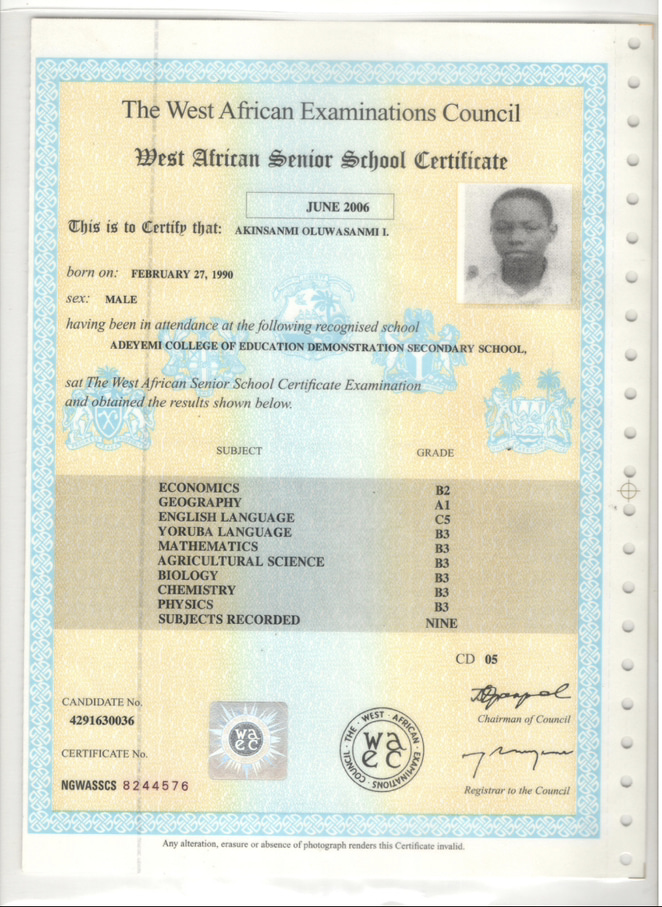 The West African Examinations Council
West African Senior School Certificate
JUNE 2006
This is to Certify that: AKINSANMI OLUWASANMI I.
born on: FEBRUARY 27, 1990
sex: MALE
having been in attendance at the following recognised school
ADEYEMI COLLEGE OF EDUCATION DEMONSTRATION SECONDARY SCHOOL,
sat The West African Senior School Certificate Examination
and obtained the results shown below.
SUBJECT GRADE
ECONOMICS B2
GEOGRAPHY A1
ENGLISH LANGUAGE C5
YORUBA LANGUAGE B3
MATHEMATICS B3
AGRICULTURAL SCIENCE B3
BIOLOGY B3
CHEMISTRY B3
PHYSICS B3
SUBJECTS RECORDED NINE
CD 05
CANDIDATE No.
4291630036
Chairman of Council
CERTIFICATE No.
NGWASSCS 8244576
waec
THE · WEST · AFRICAN · EXAMINATIONS · COUNCIL ·
waec
Registrar to the Council
Any alteration, erasure or absence of photograph renders this Certificate invalid.